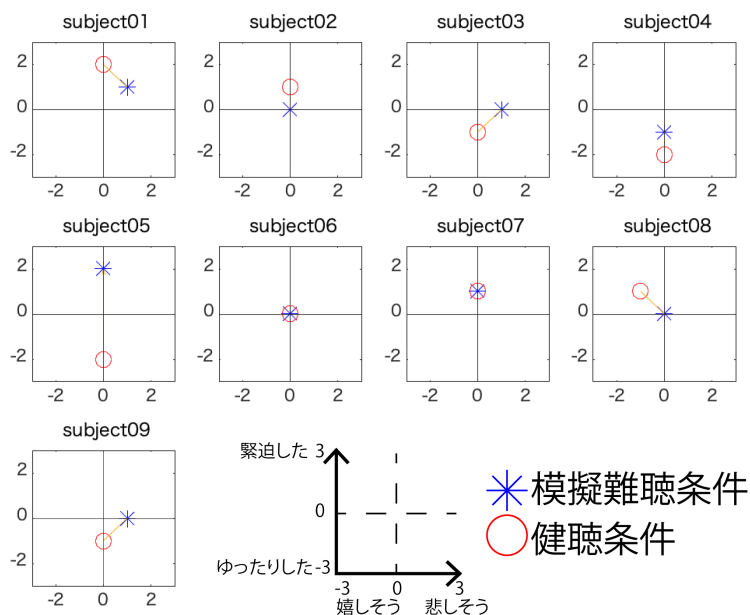 subject01 subject02 subject03 subject04
2 2 2 2
0 0 0 0
-2 -2 -2 -2
-2 0 2 -2 0 2 -2 0 2 -2 0 2
subject05 subject06 subject07 subject08
2 2 2 2
0 0 0 0
-2 -2 -2 -2
-2 0 2 -2 0 2 -2 0 2 -2 0 2
subject09
2
0
-2
-2 0 2
緊迫した 3
0
ゆったりした -3
-3 0 3
嬉しそう 悲しそう
模擬難聴条件
健聴条件